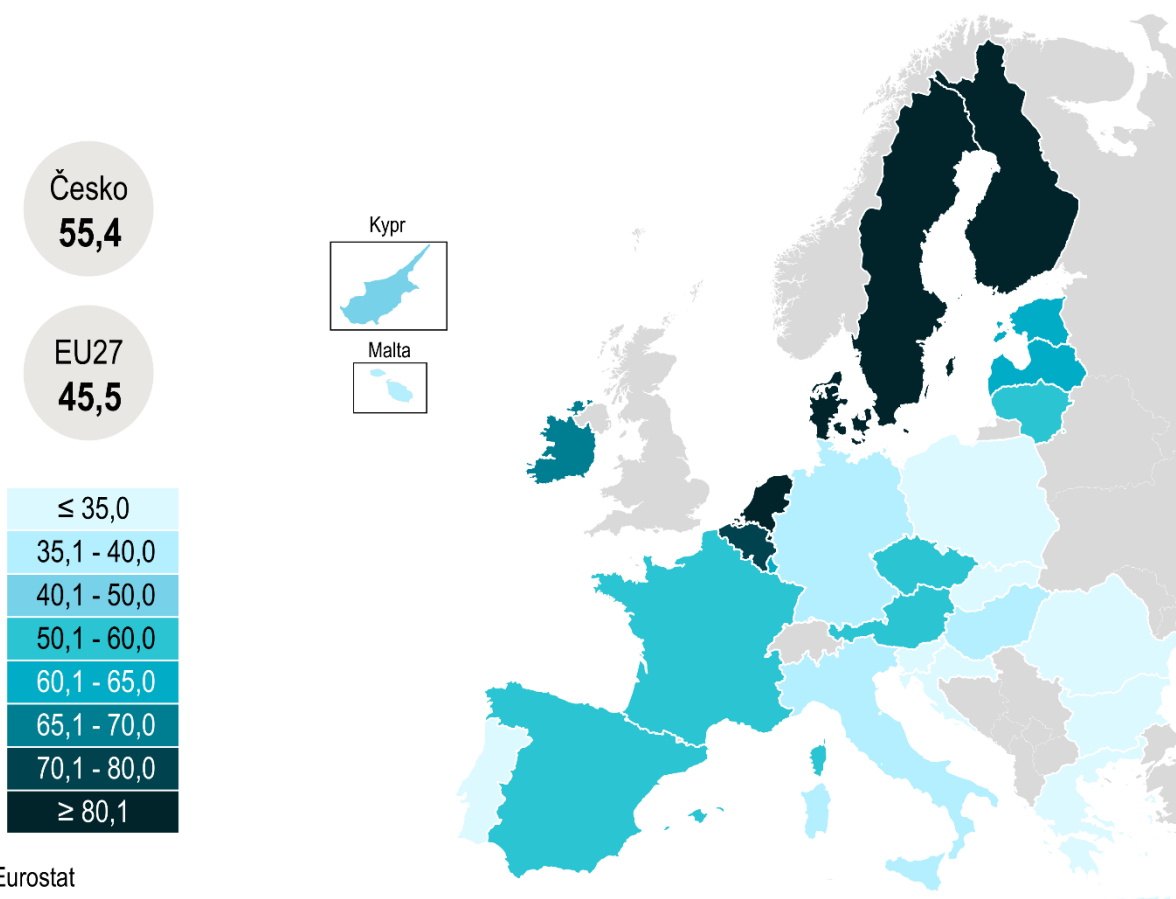 Česko
55,4
EU27
45,5
Kypr
Malta
≤ 35,0
35,1 - 40,0
40,1 - 50,0
50,1 - 60,0
60,1 - 65,0
65,1 - 70,0
70,1 - 80,0
≥ 80,1
Eurostat